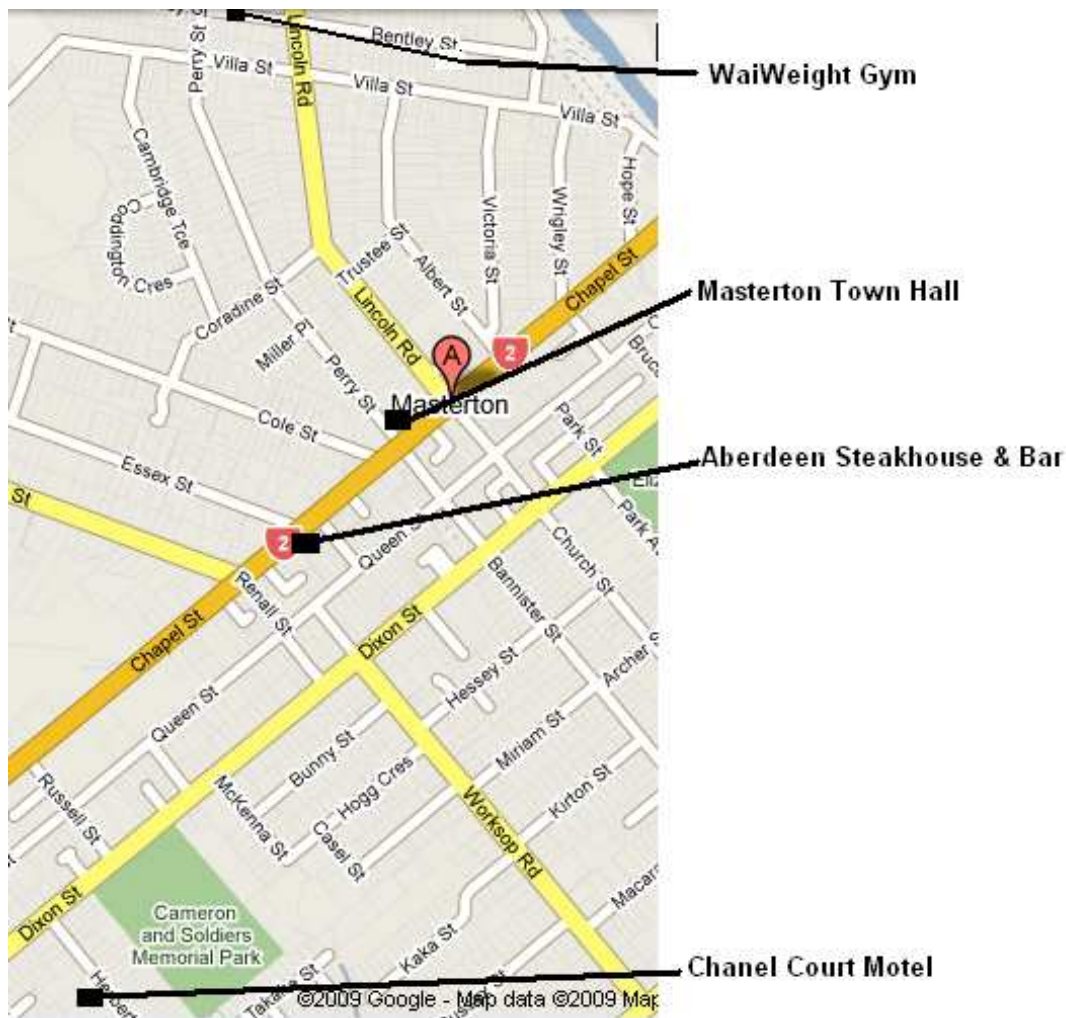 Bentley St
Perry St
Lincoln Rd
WaiWeight Gym
Villa St
Villa St
Villa St
Cambridge Tce
Hope St
Coddington Cres
Victoria St
Wrigley St
Trustee St
Albert St
Chapel St
Masterton Town Hall
Coradine St
Lincoln Rd
Miller Pl
A
2
Perry St
Masterton
Cole St
Park St
Aberdeen Steakhouse & Bar
Essex St
St
Park A
2
Queen S
Church St
Renall St
Bannister St
Chapel St
Dixon St
Hessey St
Archer S
Queen St
Miriam St
Bunny St
Hogg Cres
McKenna St
Casel St
Kirton St
Russell St
Worksop Rd
Dixon St
Cameron
and Soldiers
Memorial Park
Kaka St
Chanel Court Motel
©2009 Google - Map data ©2009 Map